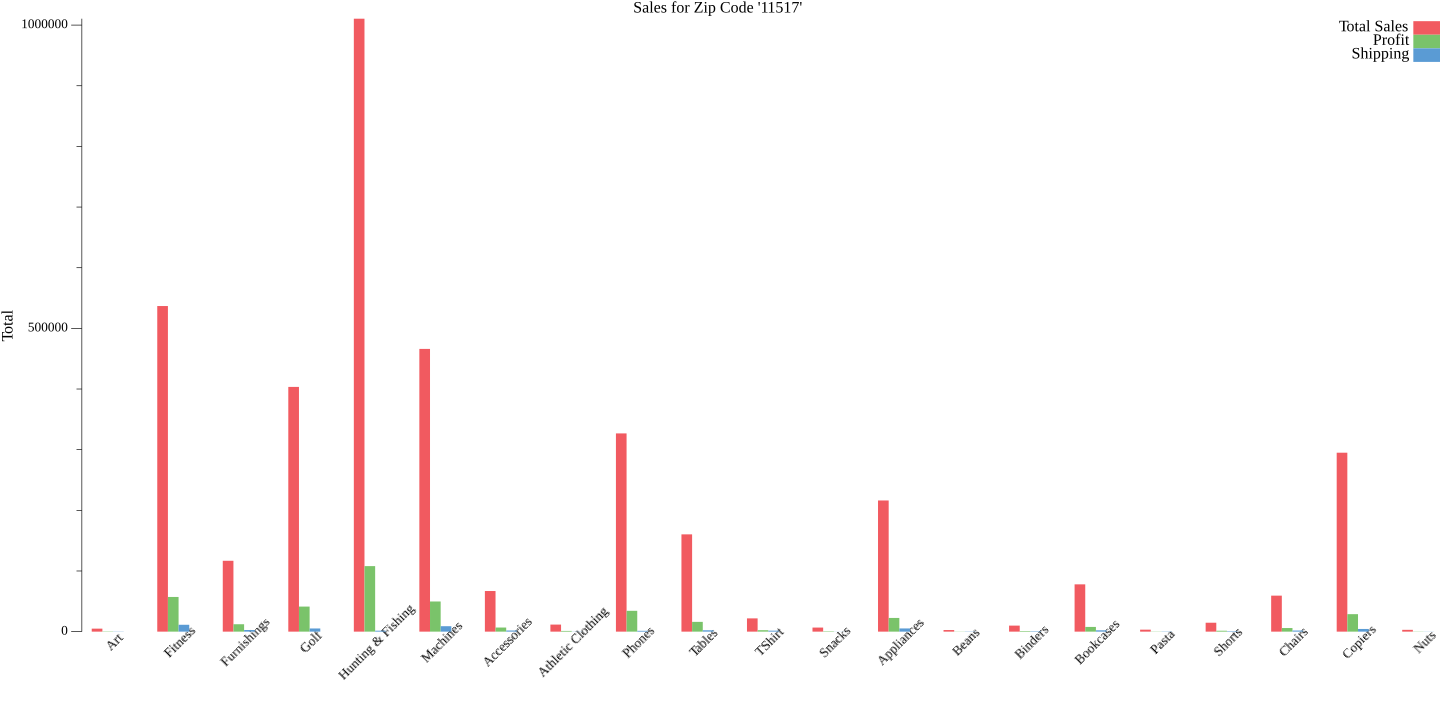 Sales for Zip Code '11517'
Total Sales
Profit
Shipping
Total
1000000
500000
0
Art
Fitness
Furnishings
Golf
Hunting & Fishing
Machines
Accessories
Athletic Clothing
Phones
Tables
TShirt
Snacks
Appliances
Beans
Binders
Bookcases
Pasta
Shorts
Chairs
Copiers
Nuts